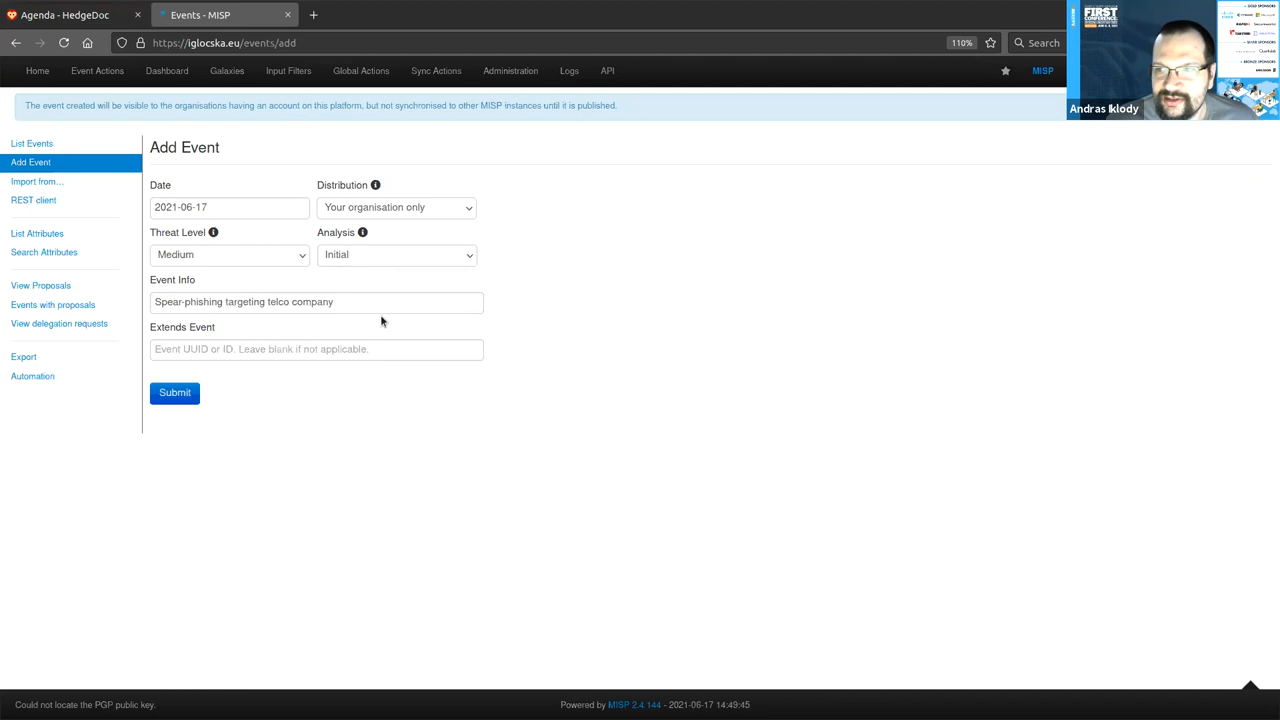 Agenda - HedgeDoc
Events - MISP
https://iglocska.eu/events/add
110%
Search
Home
Event Actions
Dashboard
Galaxies
Input Filters
Global Actions
Sync Actions
Administration
Logs
API
MISP
The event created will be visible to the organisations having an account on this platform, but not synchronised to other MISP instances until it is published.
FIRST
CONFERENCE
Andras Iklody
List Events
Add Event
Import from...
REST client
List Attributes
Search Attributes
View Proposals
Events with proposals
View delegation requests
Export
Automation
Add Event
Date
Distribution
2021-06-17
Your organisation only
Threat Level
Analysis
Medium
Initial
Event Info
Spear-phishing targeting telco company
Extends Event
Event UUID or ID. Leave blank if not applicable.
Submit
Could not locate the PGP public key.
Powered by MISP 2.4.144 - 2021-06-17 14:49:45